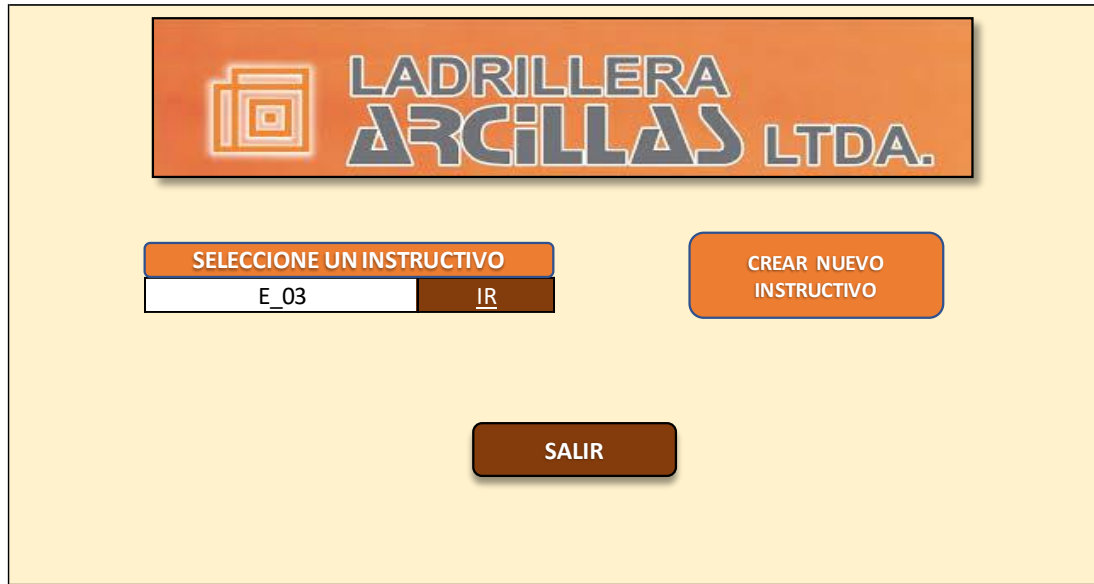 LADRILLERA
ARCiLLAS LTDA.
SELECCIONE UN INSTRUCTIVO
E_03 IR
CREAR NUEVO
INSTRUCTIVO
SALIR